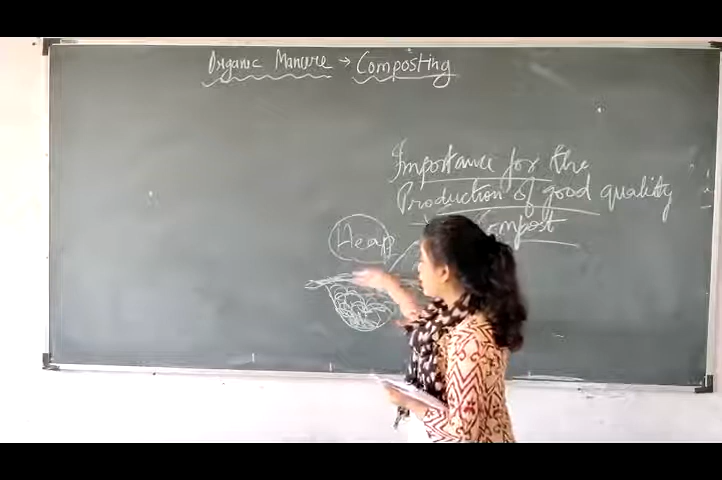 Organic Manure → Composting
Importance for the
Production of good quality
Compost
Heap